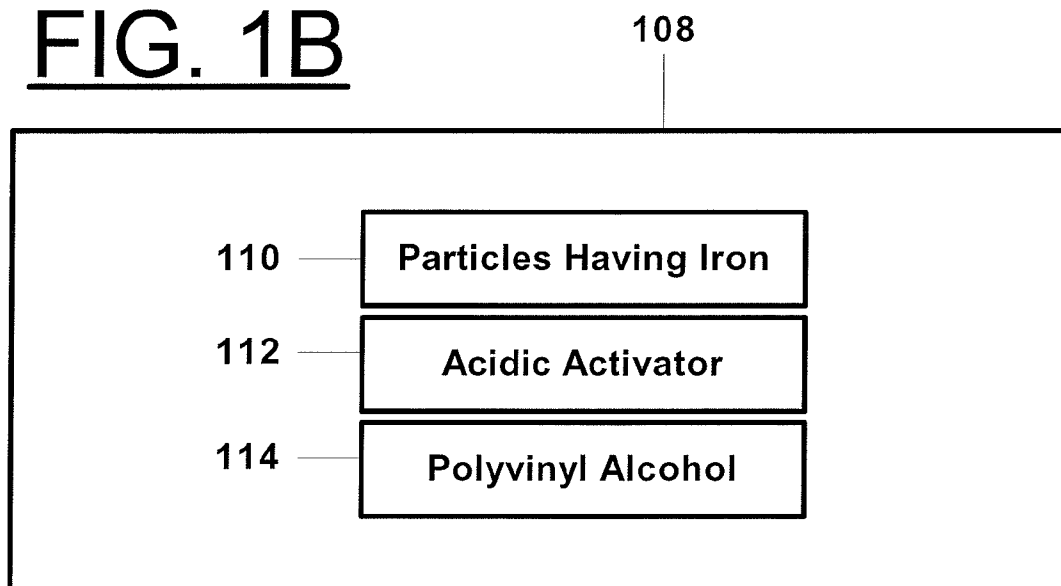 FIG. 1B
108
110 Particles Having Iron
112 Acidic Activator
114 Polyvinyl Alcohol